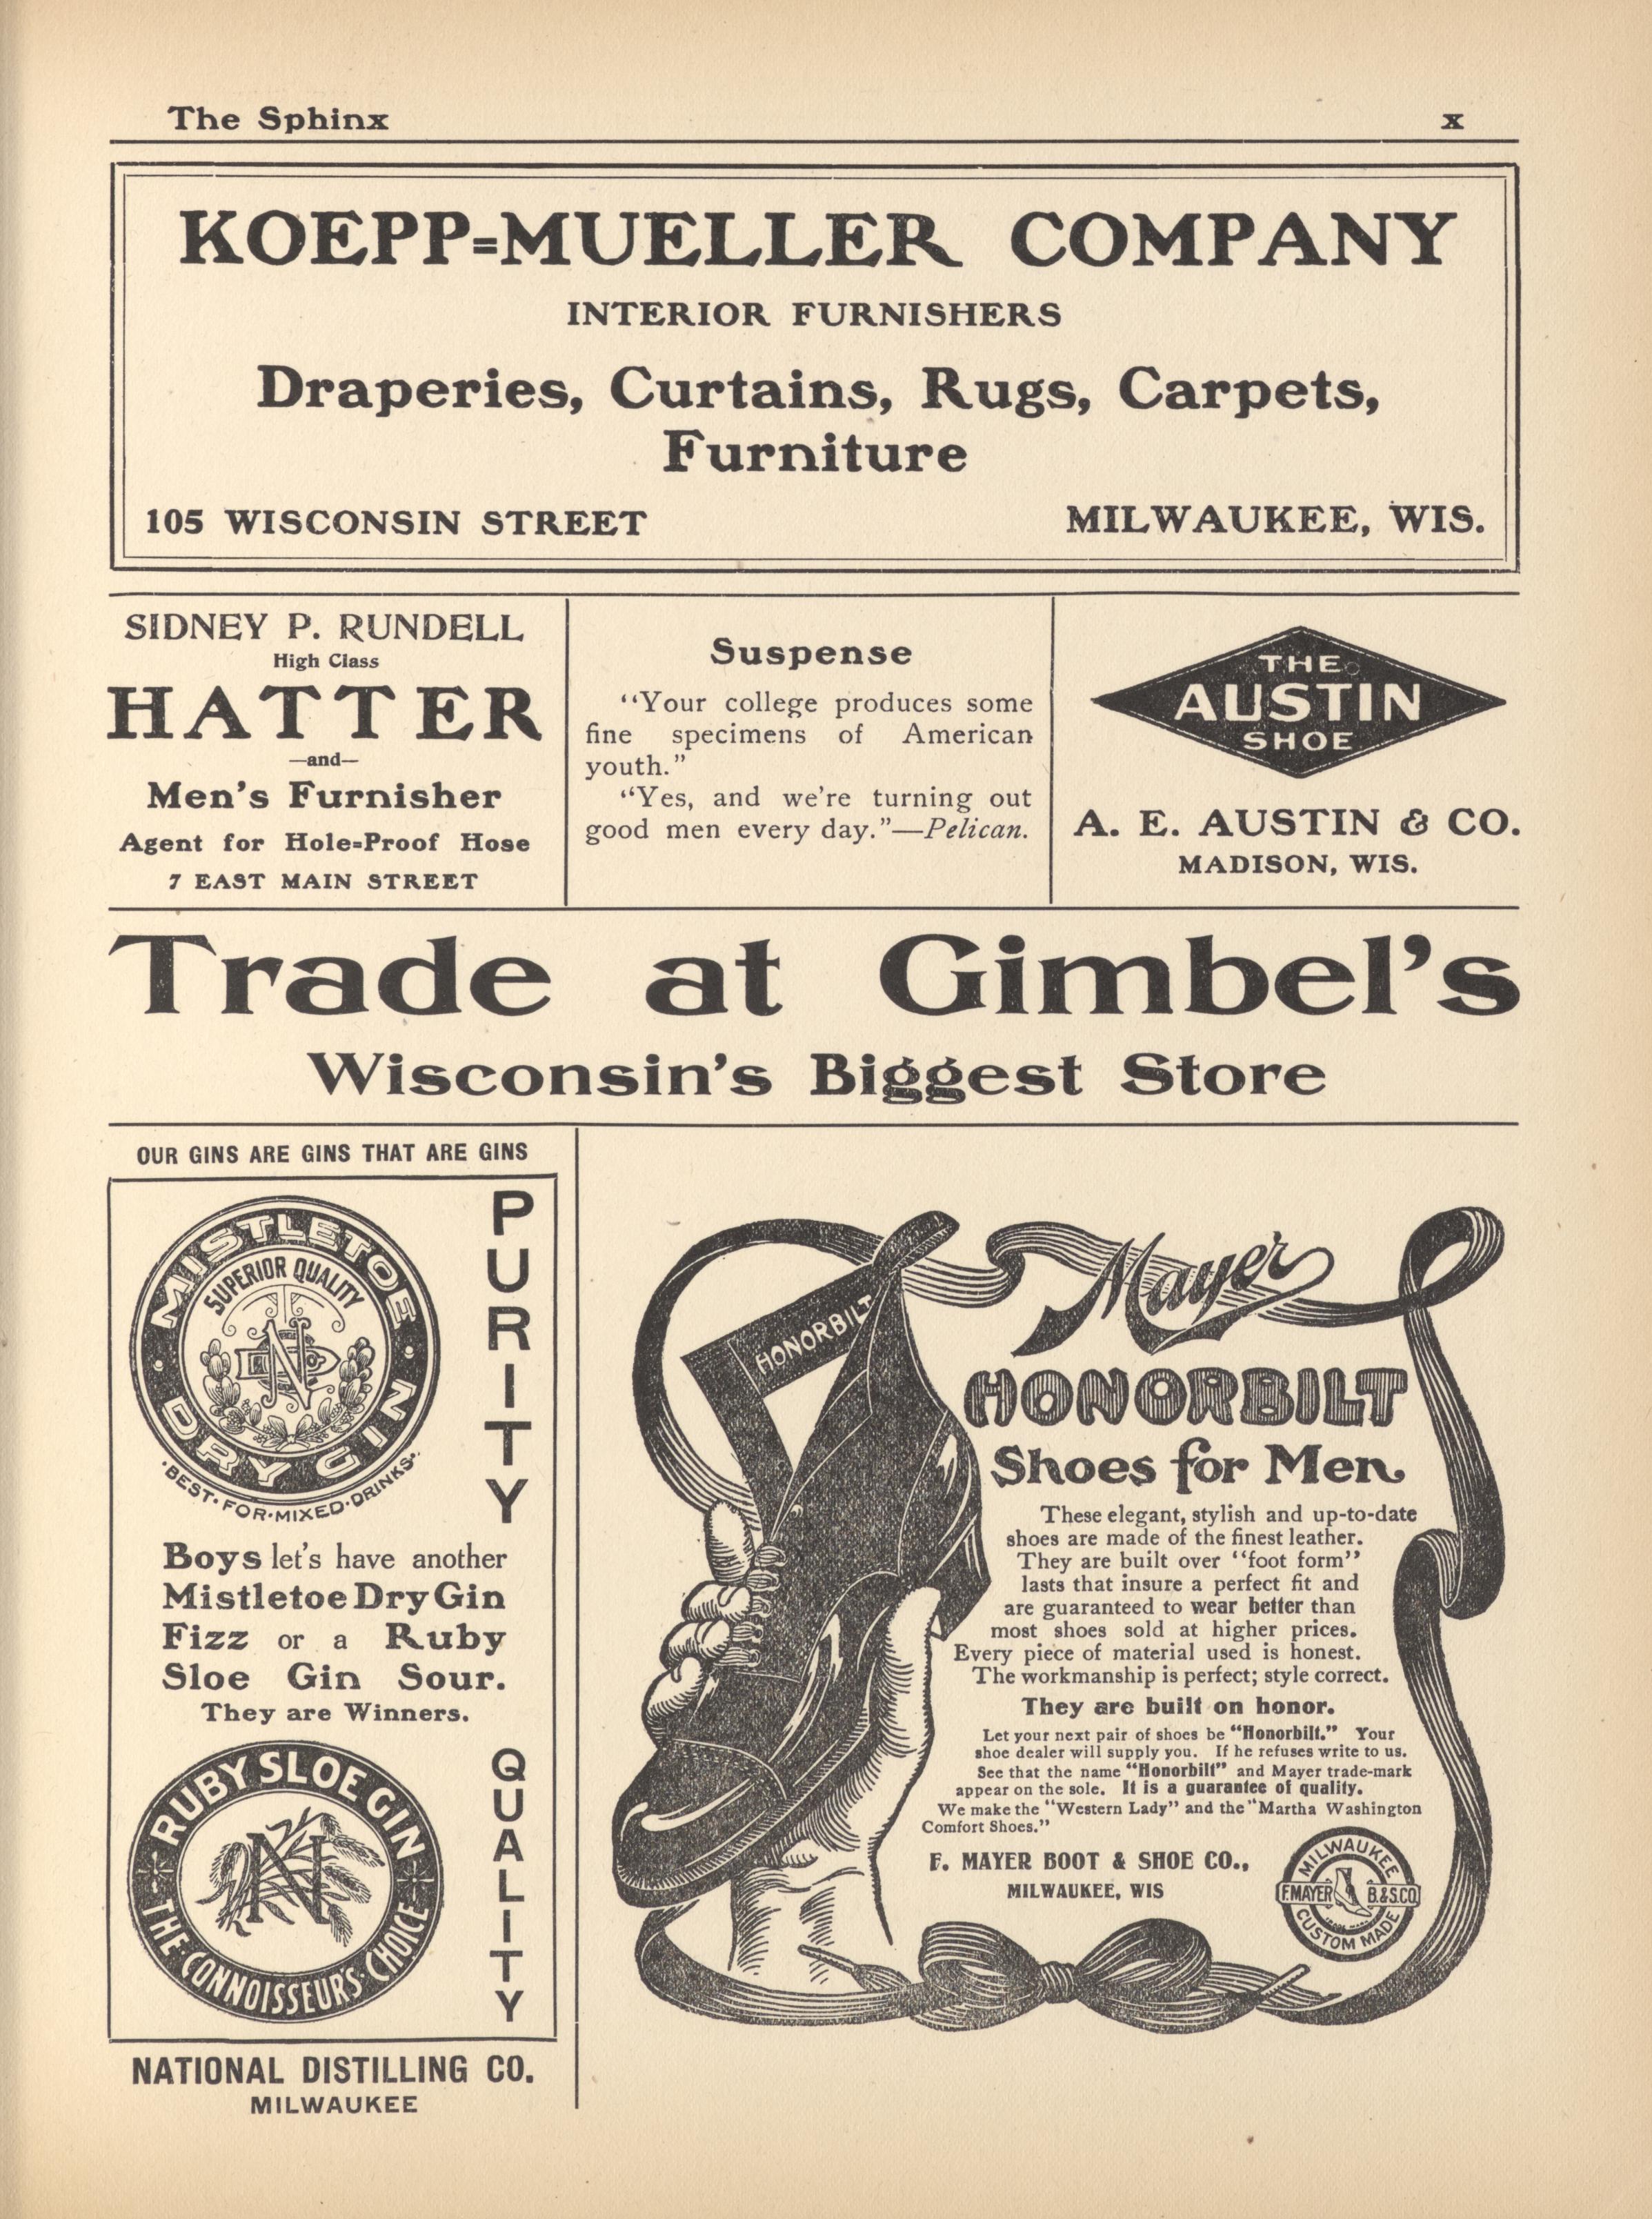 The Sphinx
x
KOEPP=MUELLER COMPANY
INTERIOR FURNISHERS
Draperies, Curtains, Rugs, Carpets,
Furniture
105 WISCONSIN STREET
MILWAUKEE, WIS.
SIDNEY P. RUNDELL
High Class
HATTER
—and—
Men's Furnisher
Agent for Hole=Proof Hose
7 EAST MAIN STREET
Suspense
"Your college produces some
fine specimens of American
youth."
"Yes, and we're turning out
good men every day."—Pelican.
THE
AUSTIN
SHOE
A. E. AUSTIN & CO.
MADISON, WIS.
Trade at Gimbel's
Wisconsin's Biggest Store
OUR GINS ARE GINS THAT ARE GINS
MISTLETOE
SUPERIOR QUALITY
DRY GIN
·BEST·FOR·MIXED·DRINKS·
PURITY
Boys let's have another
Mistletoe Dry Gin
Fizz or a Ruby
Sloe Gin Sour.
They are Winners.
RUBY SLOE GIN
N
THE·CONNOISSEUR'S·CHOICE
QUALITY
NATIONAL DISTILLING CO.
MILWAUKEE
HONORBILT
Mayer
HONORBILT
Shoes for Men
These elegant, stylish and up-to-date
shoes are made of the finest leather.
They are built over "foot form"
lasts that insure a perfect fit and
are guaranteed to wear better than
most shoes sold at higher prices.
Every piece of material used is honest.
The workmanship is perfect; style correct.
They are built on honor.
Let your next pair of shoes be "Honorbilt." Your
shoe dealer will supply you. If he refuses write to us.
See that the name "Honorbilt" and Mayer trade-mark
appear on the sole. It is a guarantee of quality.
We make the "Western Lady" and the "Martha Washington
Comfort Shoes."
F. MAYER BOOT & SHOE CO.,
MILWAUKEE, WIS
MILWAUKEE
F.MAYER B.&S.CO.
TRADE MARK
CUSTOM MADE